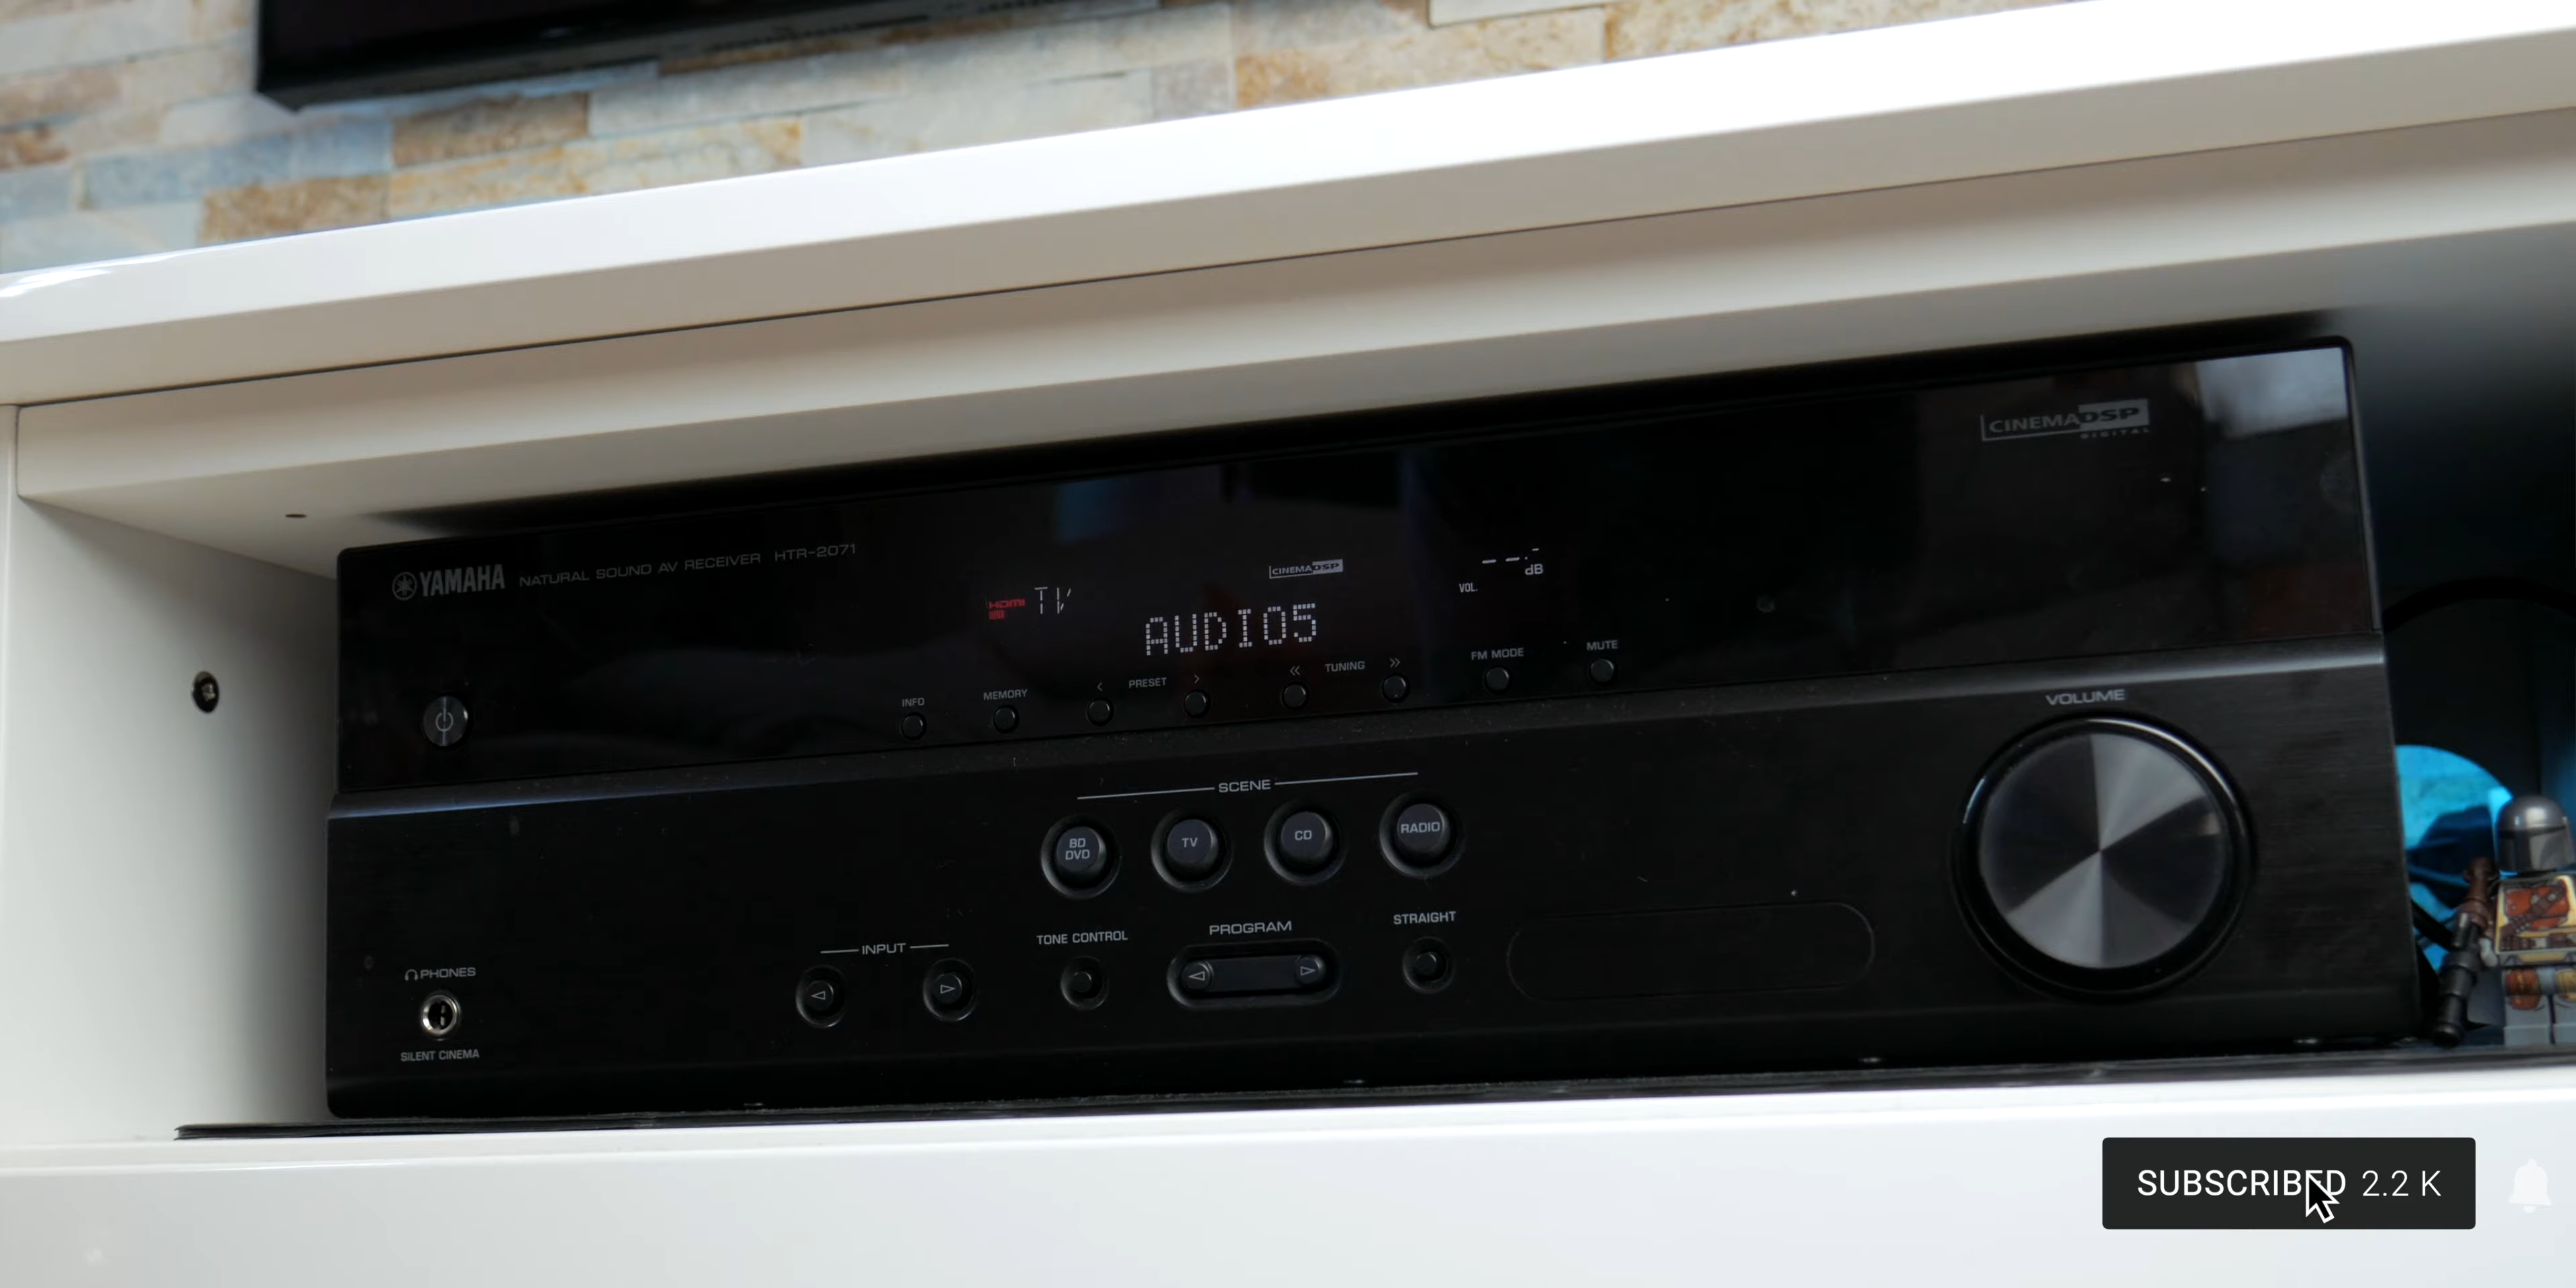 CINEMA DSP
DIGITAL
YAMAHA NATURAL SOUND AV RECEIVER HTR-2071
HDMI TV
CINEMA DSP
VOL. --.- dB
AUDIO5
INFO
MEMORY
< PRESET >
« TUNING »
FM MODE
MUTE
VOLUME
SCENE
BD
DVD
TV
CD
RADIO
INPUT
TONE CONTROL
PROGRAM
STRAIGHT
PHONES
SILENT CINEMA
SUBSCRIBED 2.2 K